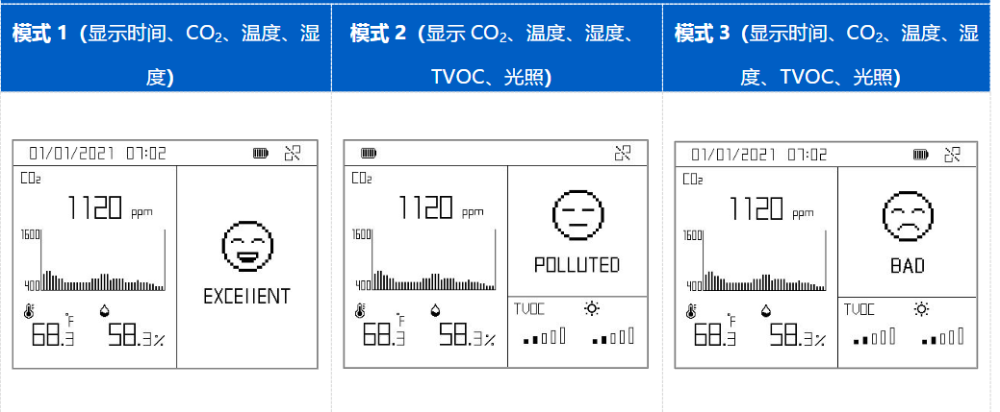 模式 1（显示时间、CO₂、温度、湿
度)
模式 2（显示 CO₂、温度、湿度、
TVOC、光照)
模式 3（显示时间、CO₂、温度、湿
度、TVOC、光照)
01/01/2021 07:02
CO₂
1120 ppm
1600
400
°F
68.3
58.3%
EXCEllENT
CO₂
1120 ppm
1600
400
°F
68.3
58.3%
POLLUTED
TVOC
01/01/2021 07:02
CO₂
1120 ppm
1600
400
°F
68.3
58.3%
BAD
TVOC